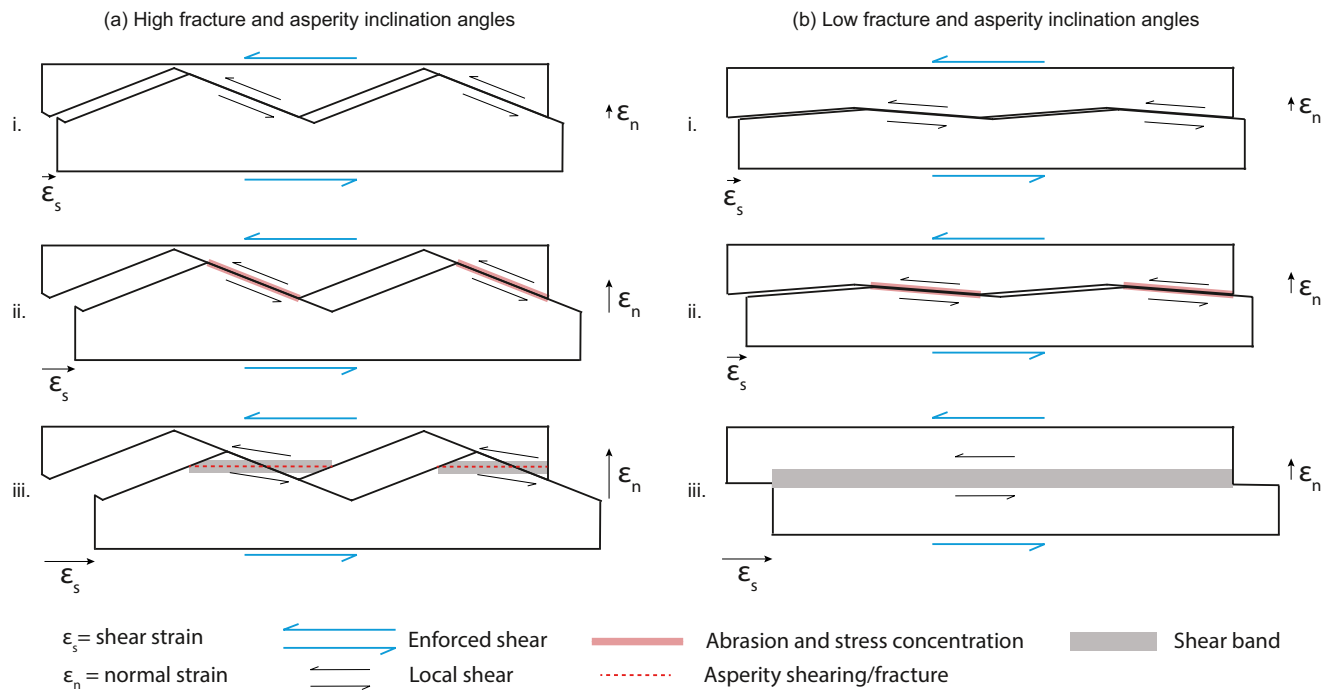 (a) High fracture and asperity inclination angles
(b) Low fracture and asperity inclination angles
i.
εn
εs
i.
εn
εs
ii.
εn
εs
ii.
εn
εs
iii.
εn
εs
iii.
εn
εs
εs = shear strain
Enforced shear
Abrasion and stress concentration
Shear band
εn = normal strain
Local shear
Asperity shearing/fracture